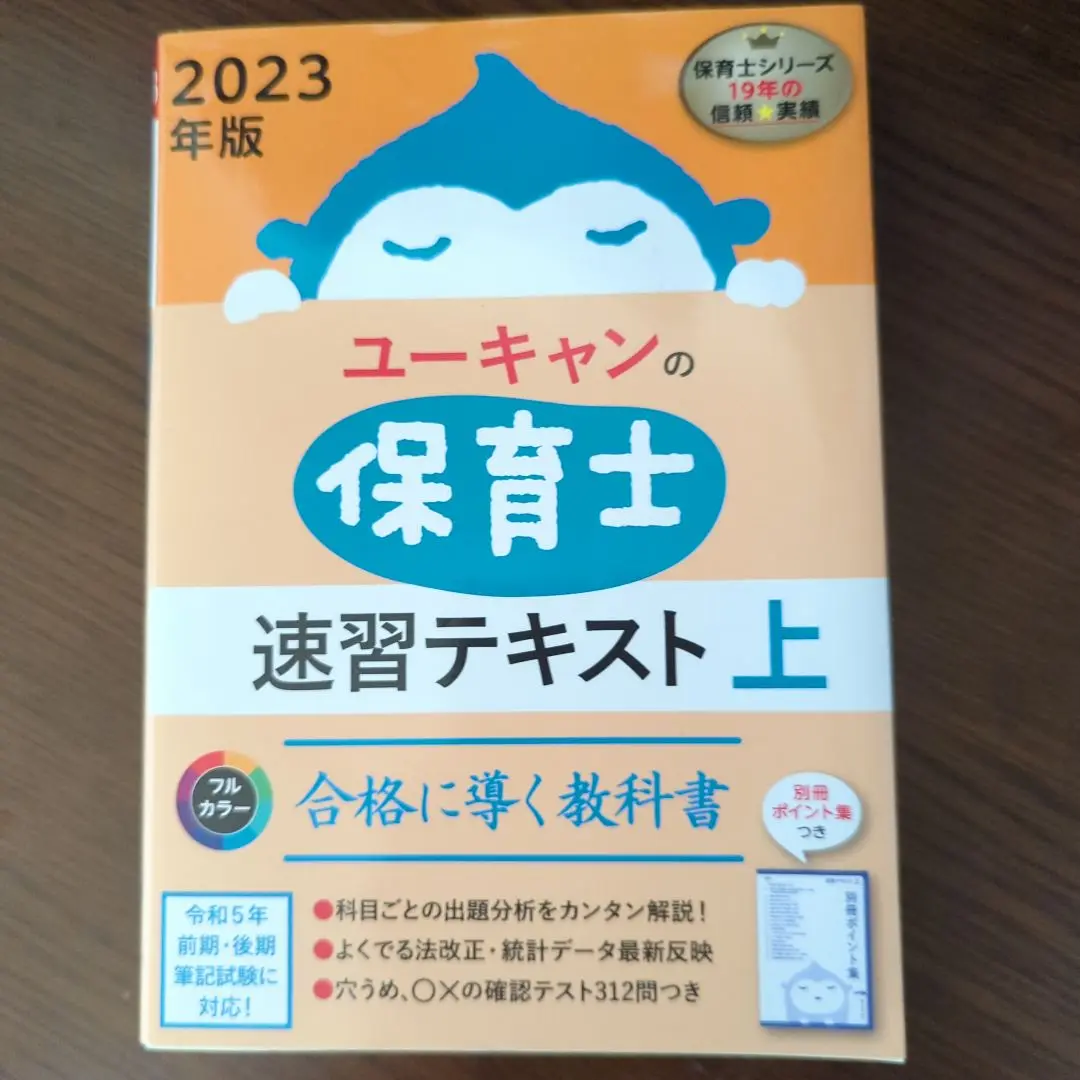 2023
年版
保育士シリーズ
19年の
信頼★実績
ユーキャンの
保育士
速習テキスト 上
フル
カラー
合格に導く教科書
別冊
ポイント集
つき
令和5年
前期・後期
筆記試験に
対応!
●科目ごとの出題分析をカンタン解説!
●よくでる法改正・統計データ最新反映
●穴うめ、〇×の確認テスト312問つき
別冊ポイント集